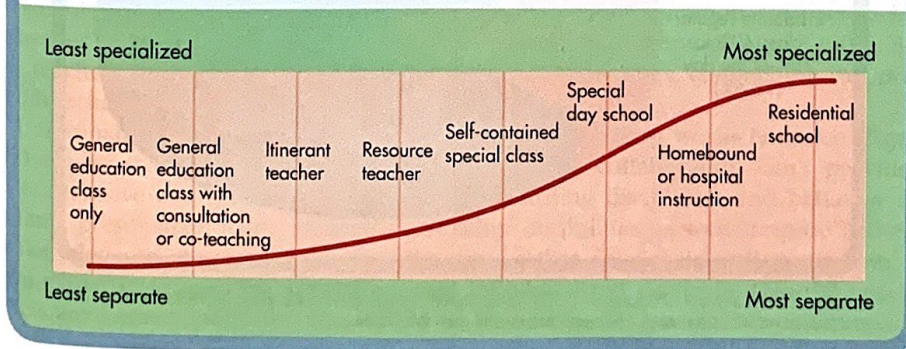 Least specialized
Most specialized
General
education
class
only
General
education
class with
consultation
or co-teaching
Itinerant
teacher
Resource
teacher
Self-contained
special class
Special
day school
Homebound
or hospital
instruction
Residential
school
Least separate
Most separate